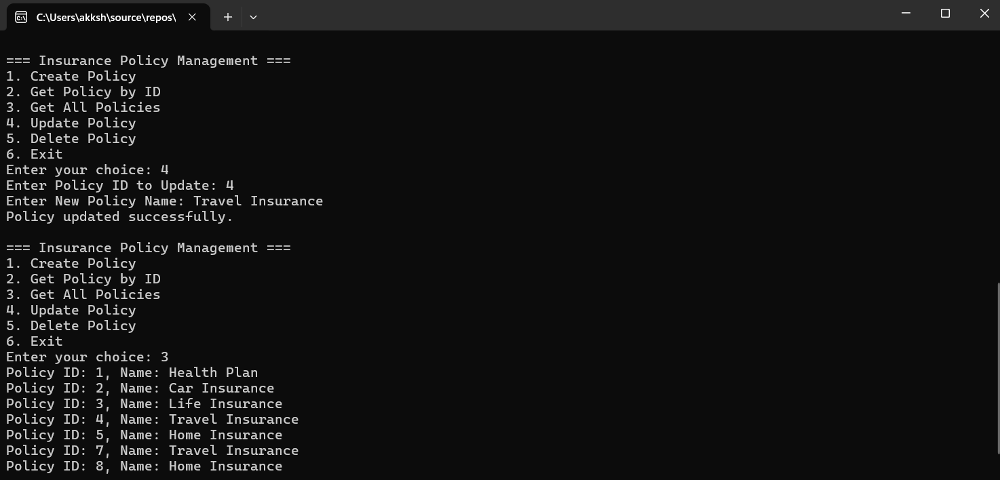 C:\Users\akksh\source\repos\
=== Insurance Policy Management ===
1. Create Policy
2. Get Policy by ID
3. Get All Policies
4. Update Policy
5. Delete Policy
6. Exit
Enter your choice: 4
Enter Policy ID to Update: 4
Enter New Policy Name: Travel Insurance
Policy updated successfully.
=== Insurance Policy Management ===
1. Create Policy
2. Get Policy by ID
3. Get All Policies
4. Update Policy
5. Delete Policy
6. Exit
Enter your choice: 3
Policy ID: 1, Name: Health Plan
Policy ID: 2, Name: Car Insurance
Policy ID: 3, Name: Life Insurance
Policy ID: 4, Name: Travel Insurance
Policy ID: 5, Name: Home Insurance
Policy ID: 7, Name: Travel Insurance
Policy ID: 8, Name: Home Insurance